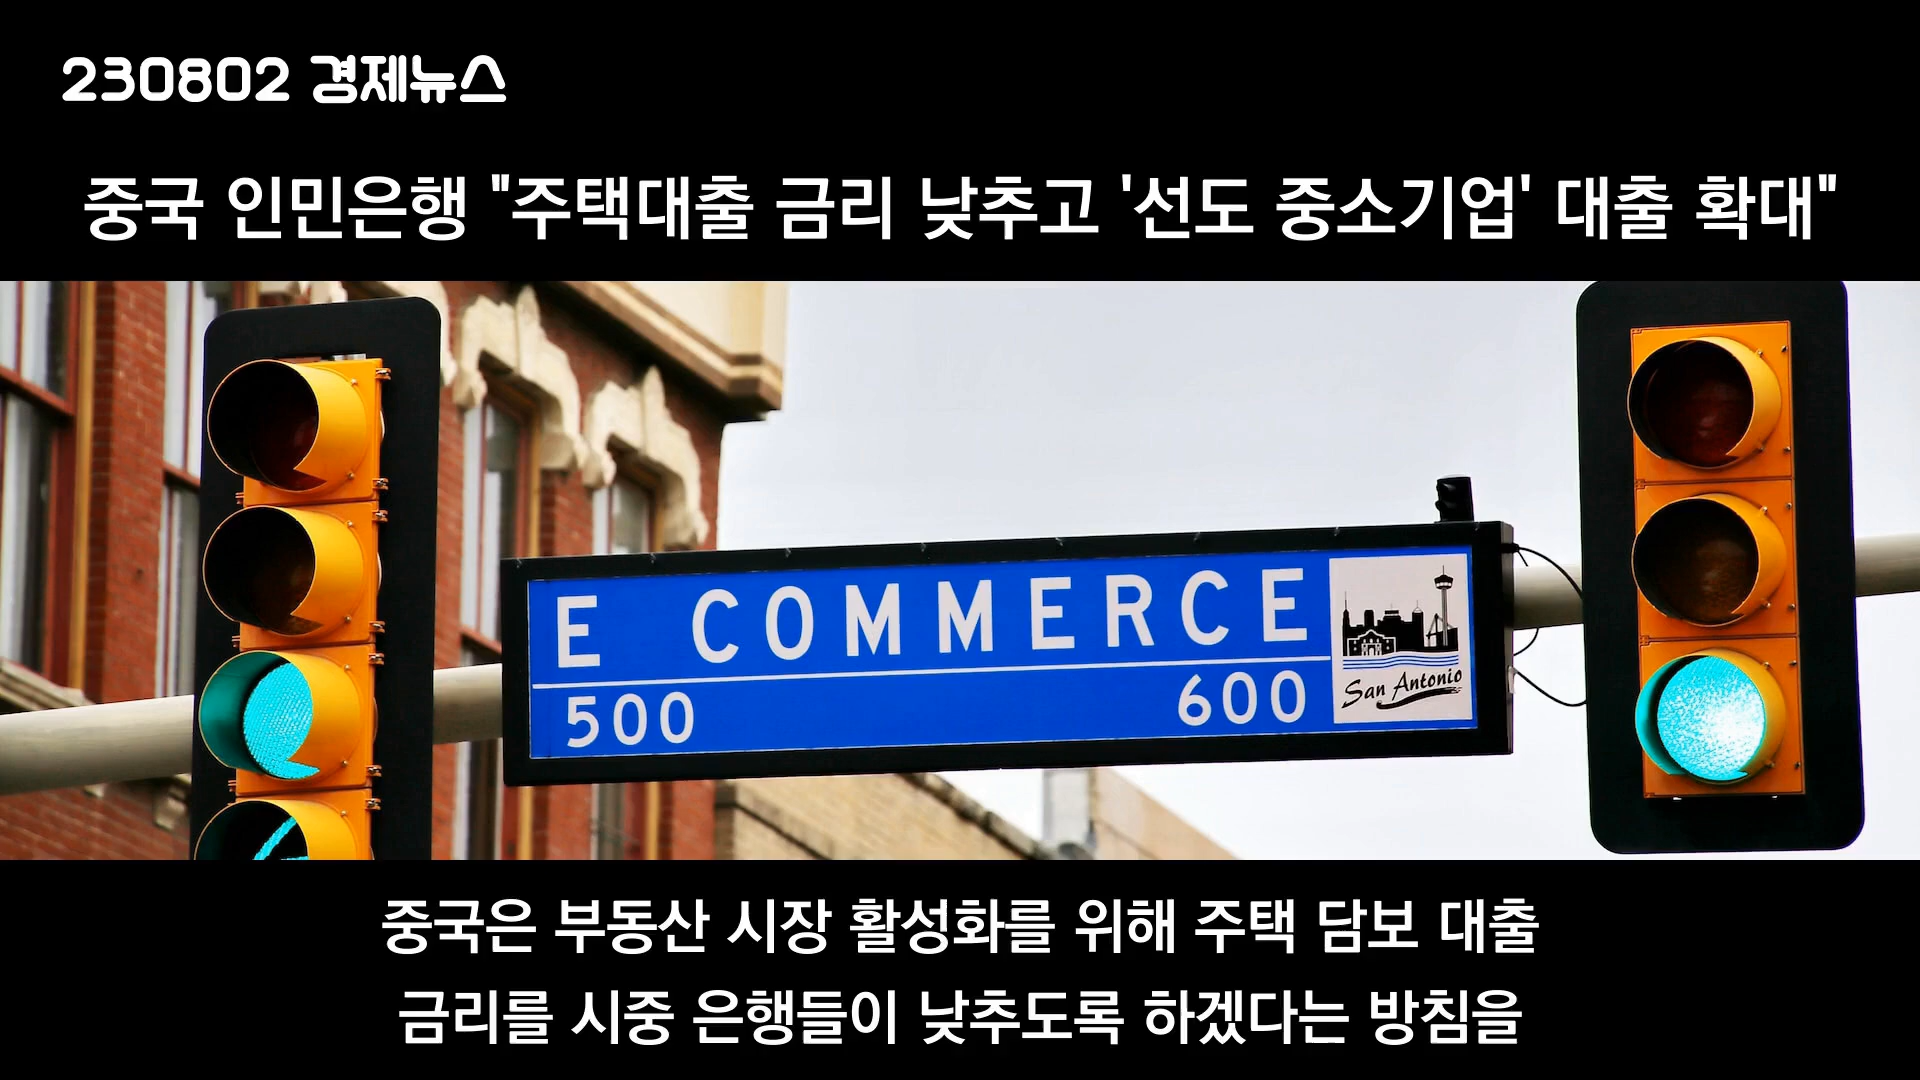 230802 경제뉴스
중국 인민은행 "주택대출 금리 낮추고 '선도 중소기업' 대출 확대"
E COMMERCE
500 600
San Antonio
중국은 부동산 시장 활성화를 위해 주택 담보 대출
금리를 시중 은행들이 낮추도록 하겠다는 방침을